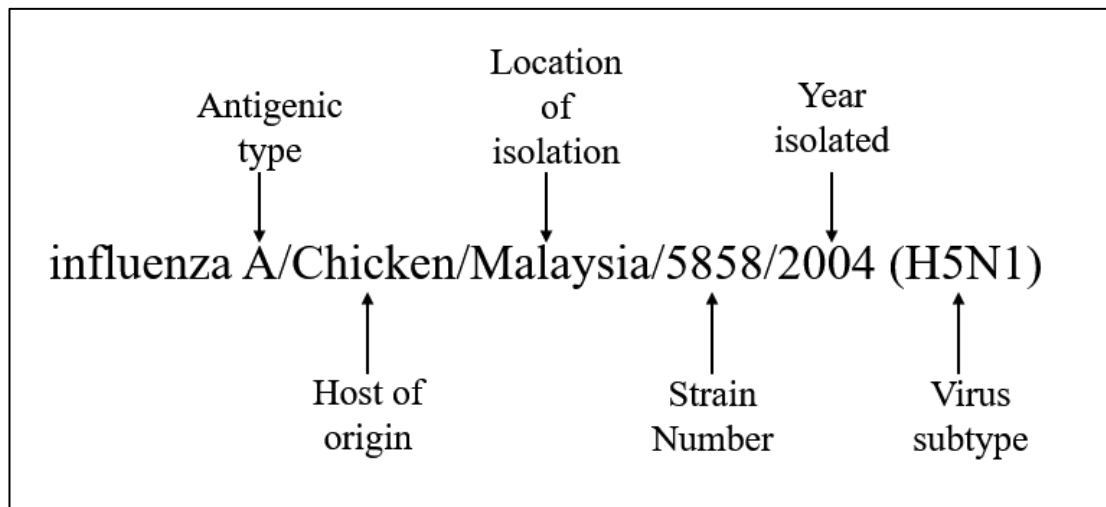 Antigenic
type
Location
of
isolation
Year
isolated
influenza A/Chicken/Malaysia/5858/2004 (H5N1)
Host of
origin
Strain
Number
Virus
subtype